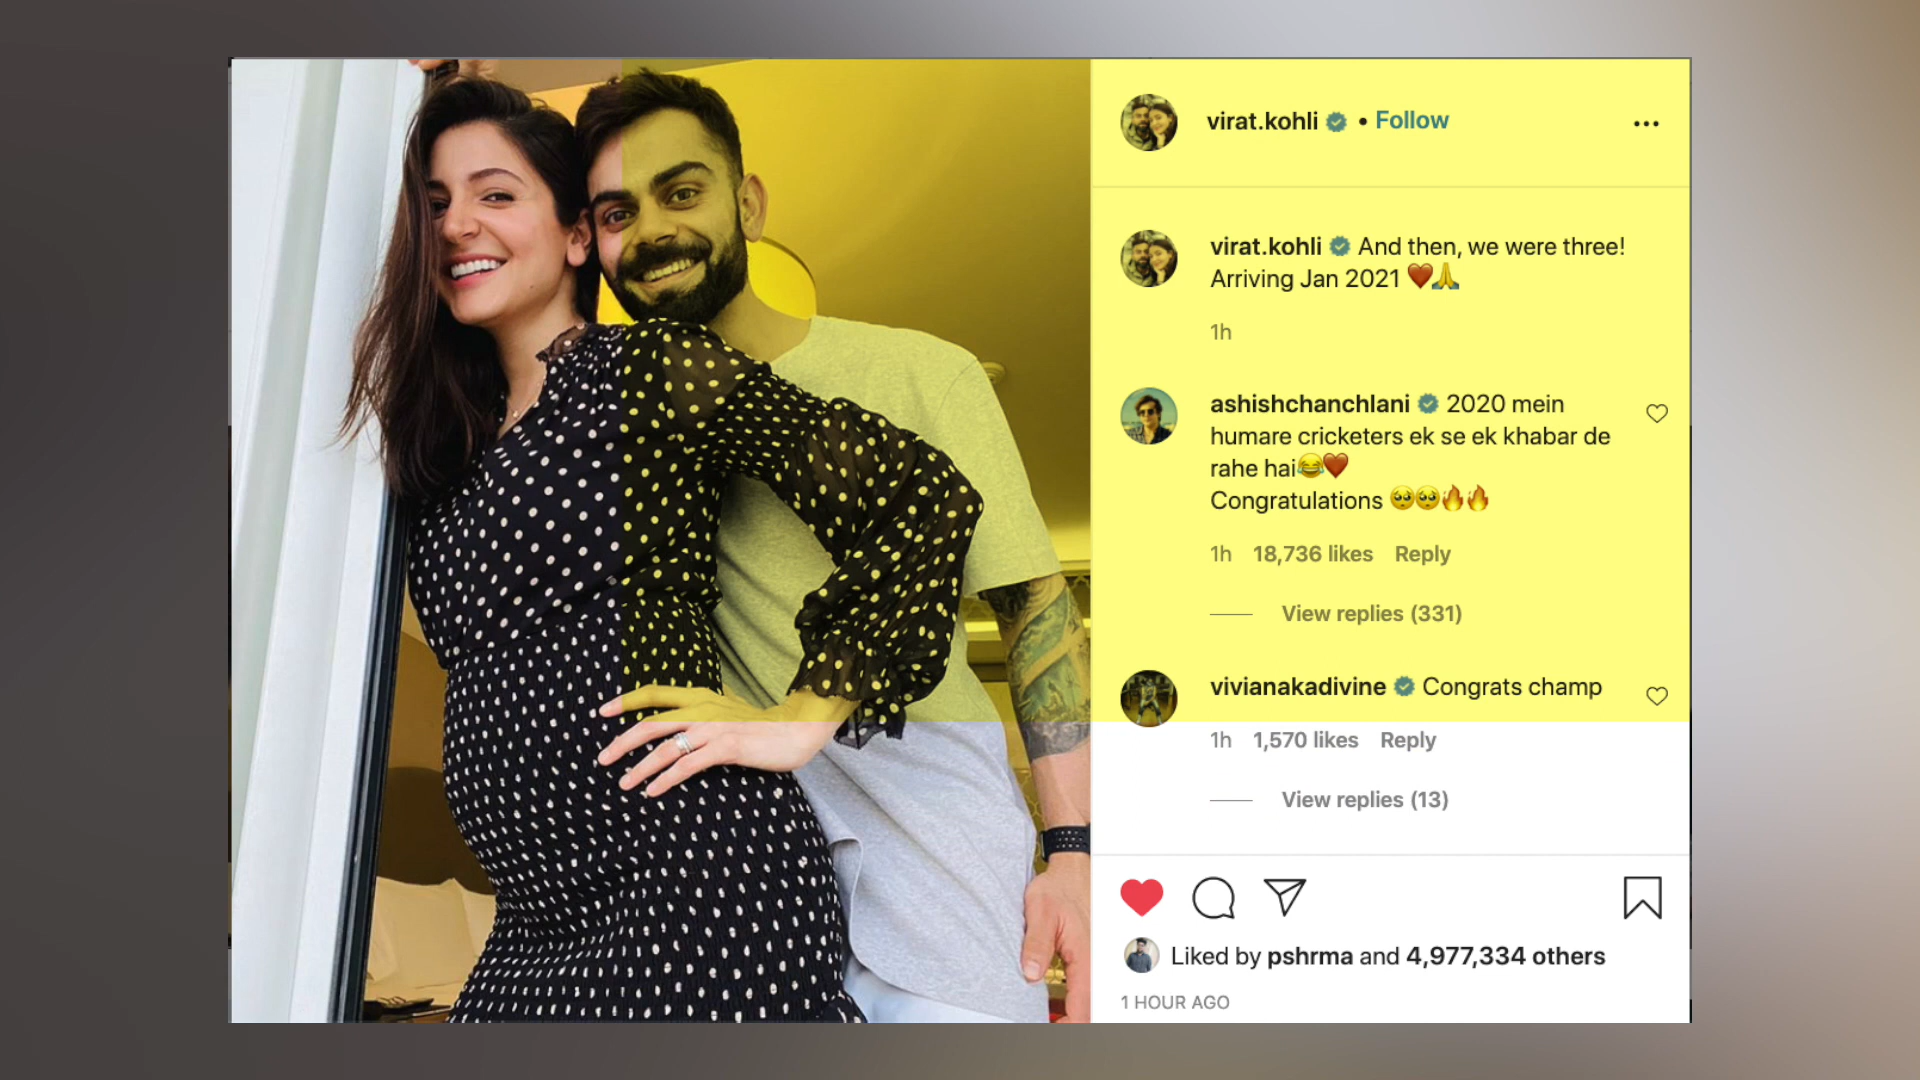 virat.kohli • Follow
virat.kohli And then, we were three!
Arriving Jan 2021 ❤️🙏
1h
ashishchanchlani 2020 mein
humare cricketers ek se ek khabar de
rahe hai😂❤️
Congratulations 🥺🥺🔥🔥
1h 18,736 likes Reply
View replies (331)
vivianakadivine Congrats champ
1h 1,570 likes Reply
View replies (13)
Liked by pshrma and 4,977,334 others
1 HOUR AGO